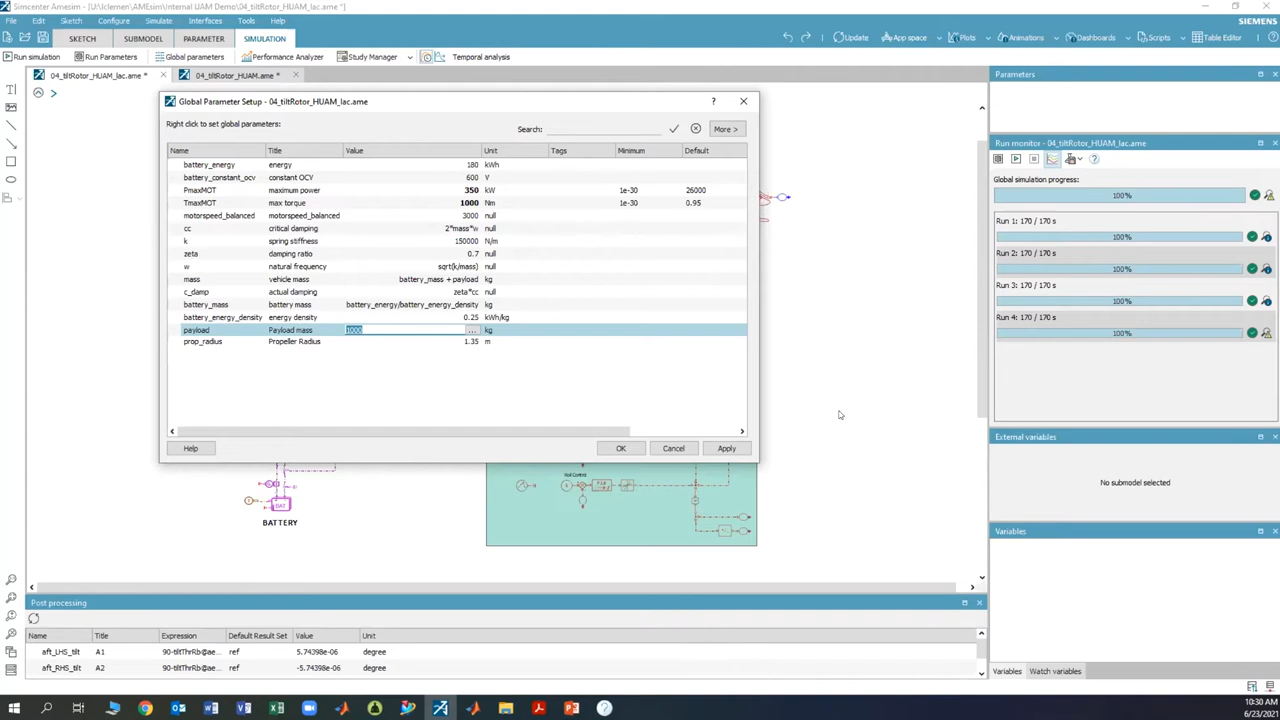 Simcenter Amesim - [U:\Iclemen\AMEsim\Internal UAM Demo\04_tiltRotor_HUAM_lac.ame *]
File Edit Sketch Configure Simulate Interfaces Tools Help
SIEMENS
SKETCH SUBMODEL PARAMETER SIMULATION
Update App space Plots Animations Dashboards Scripts Table Editor
Run simulation Run Parameters Global parameters Performance Analyzer Study Manager Temporal analysis
04_tiltRotor_HUAM_lac.ame * 04_tiltRotor_HUAM.ame *
Parameters
Global Parameter Setup - 04_tiltRotor_HUAM_lac.ame
Right click to set global parameters:
Search: More >
Name Title Value Unit Tags Minimum Default
battery_energy energy 180 kWh
battery_constant_ocv constant OCV 600 V
PmaxMOT maximum power 350 kW 1e-30 26000
TmaxMOT max torque 1000 Nm 1e-30 0.95
motorspeed_balanced motorspeed_balanced 3000 null
cc critical damping 2*mass*w null
k spring stiffness 150000 N/m
zeta damping ratio 0.7 null
w natural frequency sqrt(k/mass) null
mass vehicle mass battery_mass + payload kg
c_damp actual damping zeta*cc null
battery_mass battery mass battery_energy/battery_energy_density kg
battery_energy_density energy density 0.25 kWh/kg
payload Payload mass 1000 ... kg
prop_radius Propeller Radius 1.35 m
Help OK Cancel Apply
Run monitor - 04_tiltRotor_HUAM_lac.ame
Global simulation progress:
100%
Run 1: 170 / 170 s
100%
Run 2: 170 / 170 s
100%
Run 3: 170 / 170 s
100%
Run 4: 170 / 170 s
100%
External variables
No submodel selected
Variables
Variables Watch variables
Roll Control
BAT
BATTERY
Post processing
Name Title Expression Default Result Set Value Unit
aft_LHS_tilt A1 90-tiltThrRb@ae... ref 5.74398e-06 degree
aft_RHS_tilt A2 90-tiltThrRb@ae... ref -5.74398e-06 degree
10:30 AM
6/23/2021